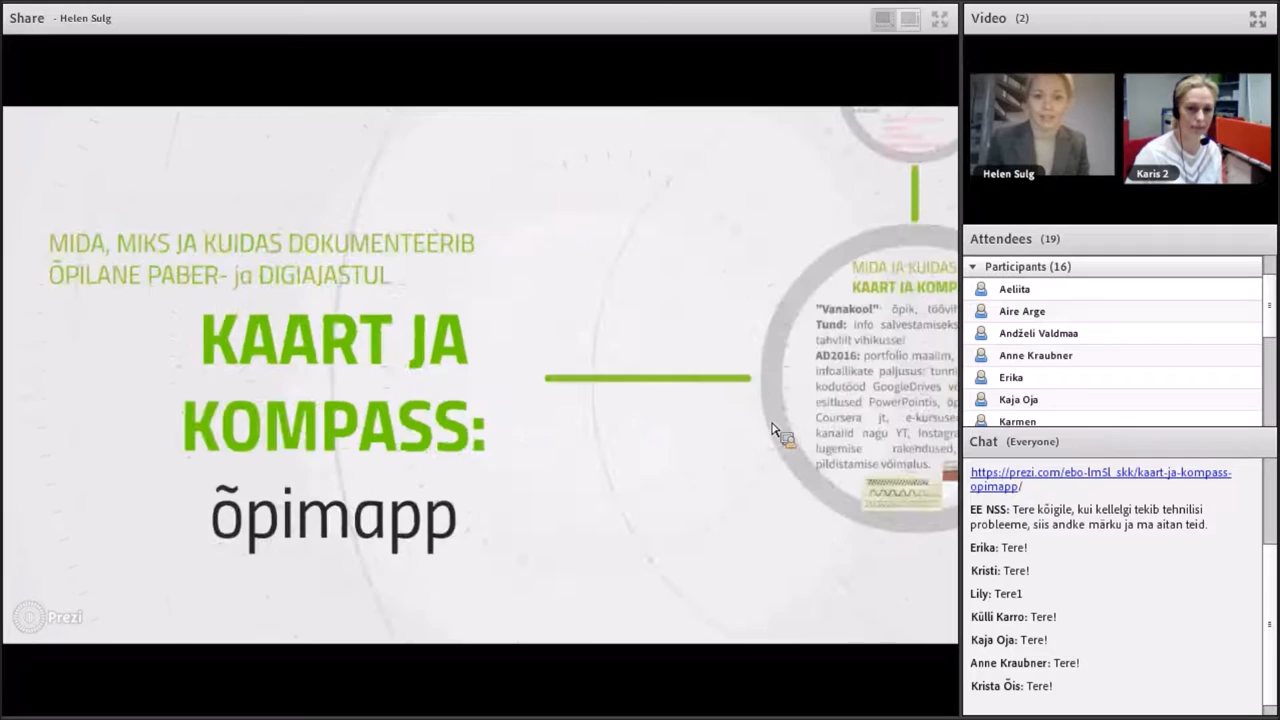 Share - Helen Sulg
MIDA, MIKS JA KUIDAS DOKUMENTEERIB
ÕPILANE PABER- ja DIGIAJASTUL
KAART JA
KOMPASS:
õpimapp
MIDA JA KUIDAS
KAART JA KOMP
"Vanakool": õpik, töövih
Tund: info salvestamiseks
tahvlilt vihikusse!
AD2016: portfolio maailm,
infoallikate paljusus: tunni
kodutööd GoogleDrives v
esitlused PowerPointis, õp
Coursera jt, e-kursuse
kanalid nagu YT, Instagr
lugemise rakendused,
pildistamise võimalus.
Prezi
Video (2)
Helen Sulg
Karis 2
Attendees (19)
Participants (16)
Aeliita
Aire Arge
Andželi Valdmaa
Anne Kraubner
Erika
Kaja Oja
Karmen
Chat (Everyone)
https://prezi.com/ebo-lm5l_skk/kaart-ja-kompass-
opimapp/
EE NSS: Tere kõigile, kui kellelgi tekib tehnilisi
probleeme, siis andke märku ja ma aitan teid.
Erika: Tere!
Kristi: Tere!
Lily: Tere1
Külli Karro: Tere!
Kaja Oja: Tere!
Anne Kraubner: Tere!
Krista Õis: Tere!